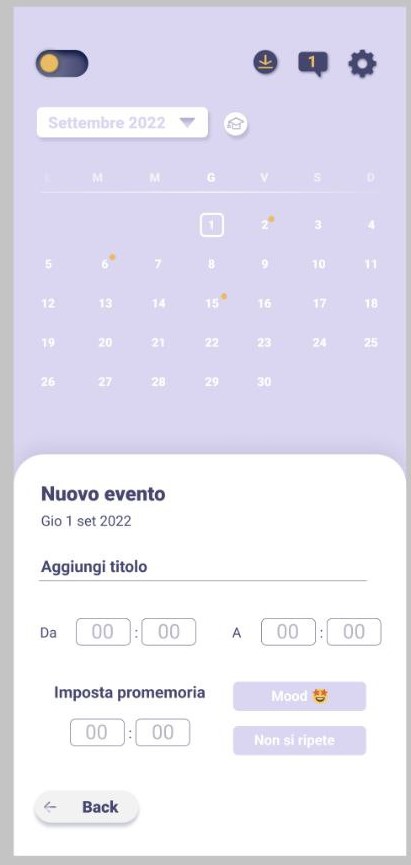 1
Settembre 2022
L M M G V S D
1 2 3 4
5 6 7 8 9 10 11
12 13 14 15 16 17 18
19 20 21 22 23 24 25
26 27 28 29 30
Nuovo evento
Gio 1 set 2022
Aggiungi titolo
Da 00 : 00 A 00 : 00
Imposta promemoria Mood 🤩
00 : 00 Non si ripete
Back